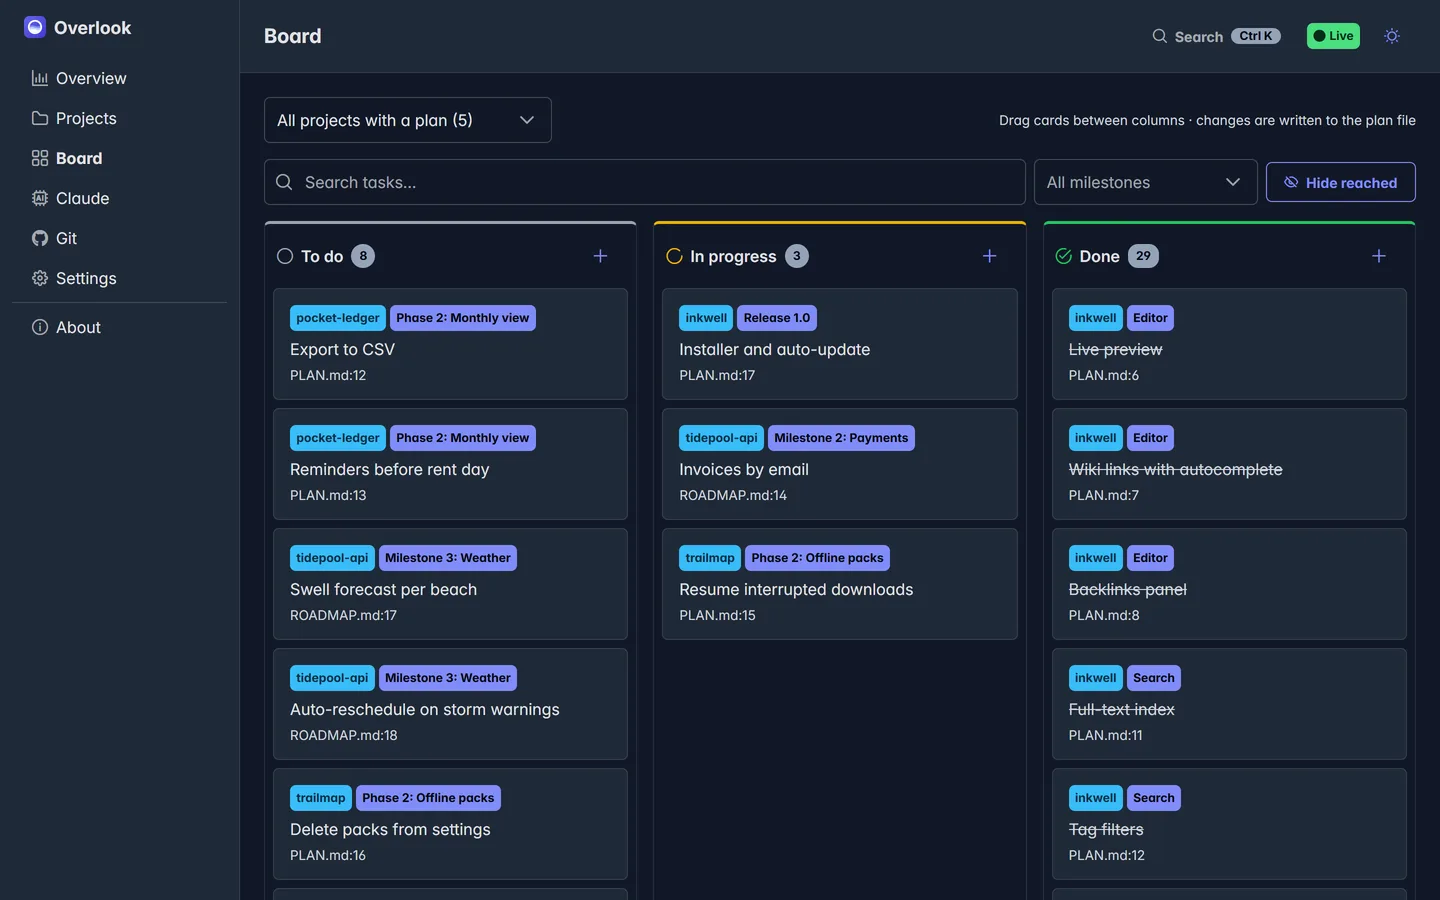 Overlook
Overview
Projects
Board
Claude
Git
Settings
About
Board
Search Ctrl K
Live
All projects with a plan (5)
Drag cards between columns · changes are written to the plan file
Search tasks...
All milestones
Hide reached
To do 8
pocket-ledger Phase 2: Monthly view
Export to CSV
PLAN.md:12
pocket-ledger Phase 2: Monthly view
Reminders before rent day
PLAN.md:13
tidepool-api Milestone 3: Weather
Swell forecast per beach
ROADMAP.md:17
tidepool-api Milestone 3: Weather
Auto-reschedule on storm warnings
ROADMAP.md:18
trailmap Phase 2: Offline packs
Delete packs from settings
PLAN.md:16
In progress 3
inkwell Release 1.0
Installer and auto-update
PLAN.md:17
tidepool-api Milestone 2: Payments
Invoices by email
ROADMAP.md:14
trailmap Phase 2: Offline packs
Resume interrupted downloads
PLAN.md:15
Done 29
inkwell Editor
Live preview
PLAN.md:6
inkwell Editor
Wiki links with autocomplete
PLAN.md:7
inkwell Editor
Backlinks panel
PLAN.md:8
inkwell Search
Full-text index
PLAN.md:11
inkwell Search
Tag filters
PLAN.md:12